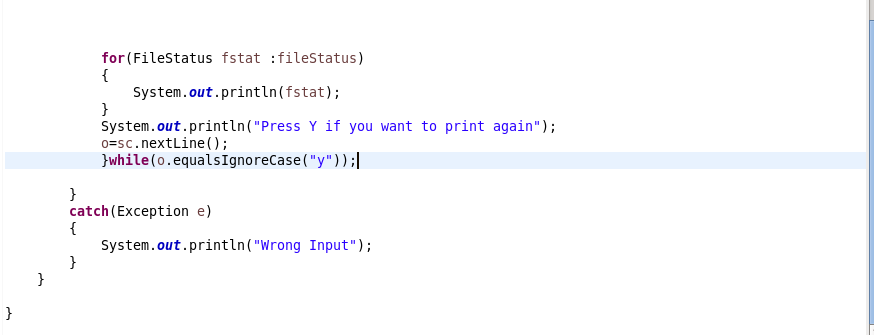 for(FileStatus fstat :fileStatus)
{
System.out.println(fstat);
}
System.out.println("Press Y if you want to print again");
o=sc.nextLine();
}while(o.equalsIgnoreCase("y"));
}
catch(Exception e)
{
System.out.println("Wrong Input");
}
}
}